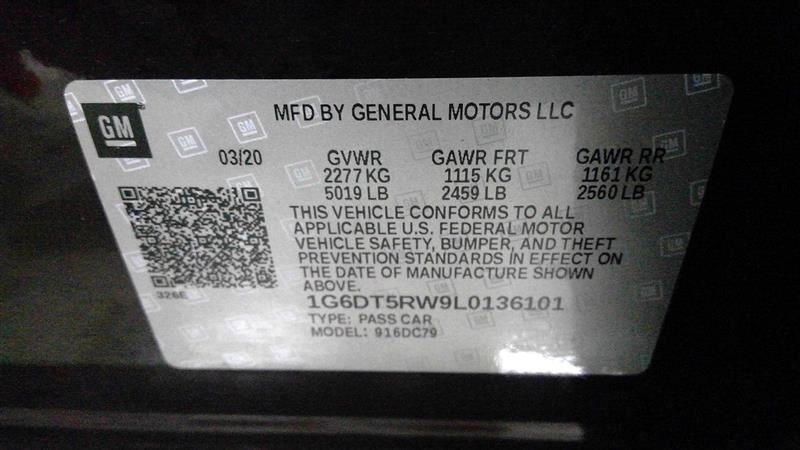 GM
MFD BY GENERAL MOTORS LLC
03/20 GVWR GAWR FRT GAWR RR
2277 KG 1115 KG 1161 KG
5019 LB 2459 LB 2560 LB
THIS VEHICLE CONFORMS TO ALL
APPLICABLE U.S. FEDERAL MOTOR
VEHICLE SAFETY, BUMPER, AND THEFT
PREVENTION STANDARDS IN EFFECT ON
THE DATE OF MANUFACTURE SHOWN
ABOVE.
326E
1G6DT5RW9L0136101
TYPE: PASS CAR
MODEL: 916DC79